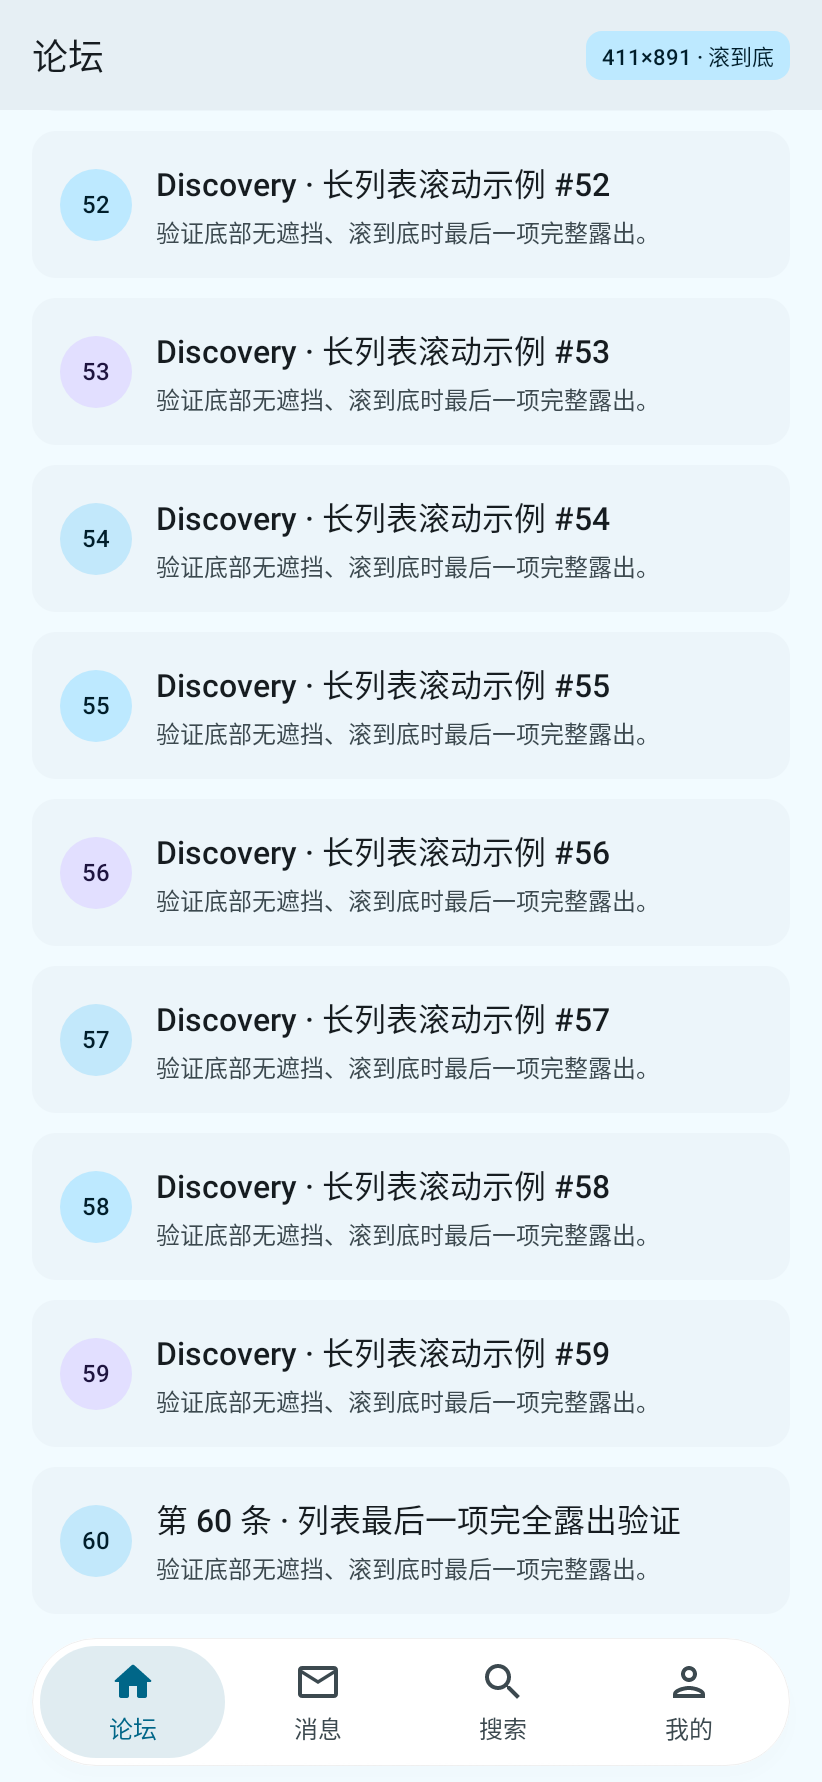 论坛
411×891 · 滚到底
52
Discovery · 长列表滚动示例 #52
验证底部无遮挡、滚到底时最后一项完整露出。
53
Discovery · 长列表滚动示例 #53
验证底部无遮挡、滚到底时最后一项完整露出。
54
Discovery · 长列表滚动示例 #54
验证底部无遮挡、滚到底时最后一项完整露出。
55
Discovery · 长列表滚动示例 #55
验证底部无遮挡、滚到底时最后一项完整露出。
56
Discovery · 长列表滚动示例 #56
验证底部无遮挡、滚到底时最后一项完整露出。
57
Discovery · 长列表滚动示例 #57
验证底部无遮挡、滚到底时最后一项完整露出。
58
Discovery · 长列表滚动示例 #58
验证底部无遮挡、滚到底时最后一项完整露出。
59
Discovery · 长列表滚动示例 #59
验证底部无遮挡、滚到底时最后一项完整露出。
60
第 60 条 · 列表最后一项完全露出验证
验证底部无遮挡、滚到底时最后一项完整露出。
论坛
消息
搜索
我的